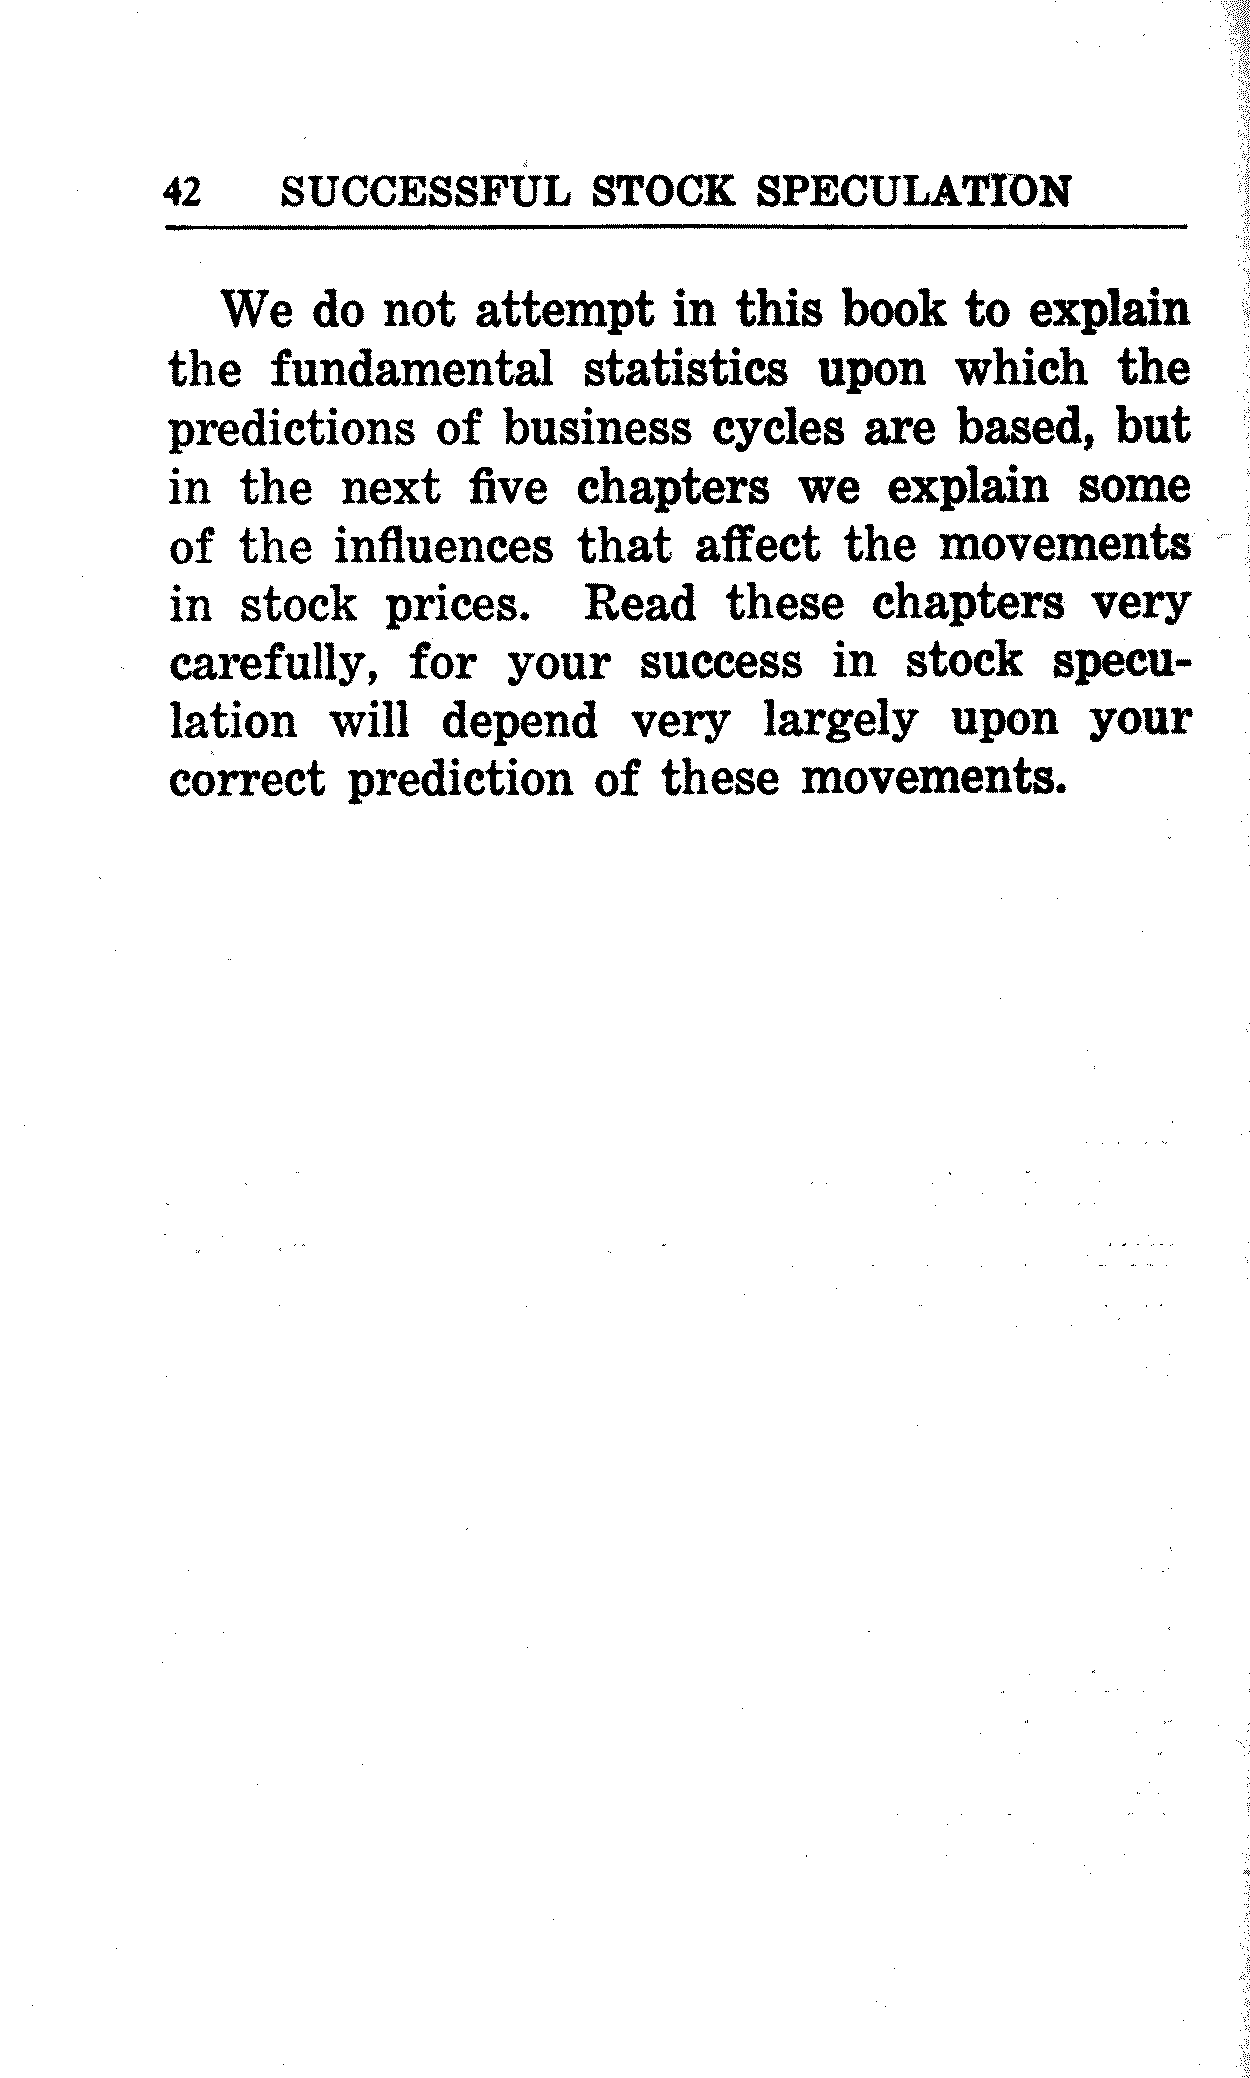 42 SUCCESSFUL STOCK SPECULATION
We do not attempt in this book to explain
the fundamental statistics upon which the
predictions of business cycles are based, but
in the next five chapters we explain some
of the influences that affect the movements
in stock prices. Read these chapters very
carefully, for your success in stock specu-
lation will depend very largely upon your
correct prediction of these movements.